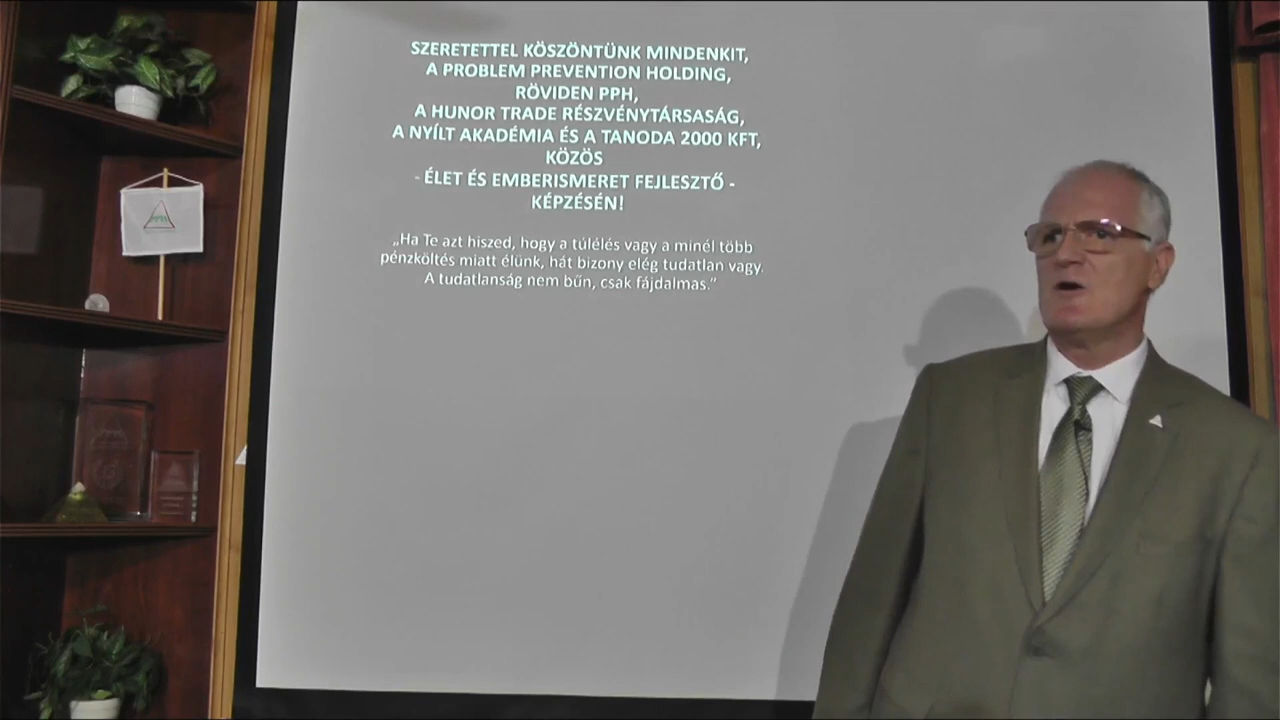 SZERETETTEL KÖSZÖNTÜNK MINDENKIT,
A PROBLEM PREVENTION HOLDING,
RÖVIDEN PPH,
A HUNOR TRADE RÉSZVÉNYTÁRSASÁG,
A NYÍLT AKADÉMIA ÉS A TANODA 2000 KFT,
KÖZÖS
- ÉLET ÉS EMBERISMERET FEJLESZTŐ -
KÉPZÉSÉN!
„Ha Te azt hiszed, hogy a túlélés vagy a minél több
pénzköltés miatt élünk, hát bizony elég tudatlan vagy.
A tudatlanság nem bűn, csak fájdalmas."